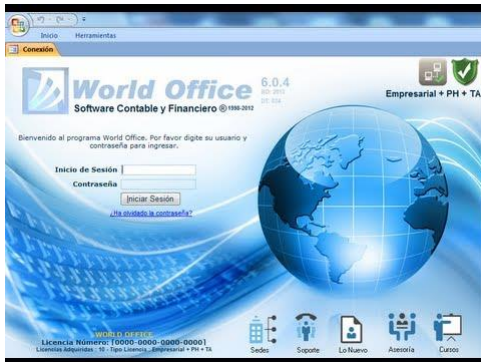 Inicio Herramientas
Conexión
World Office 6.0.4
Software Contable y Financiero ® 1998-2012
Empresarial + PH + TA
Bienvenido al programa World Office. Por favor digite su usuario y
contraseña para ingresar.
Inicio de Sesión
Contraseña
Iniciar Sesión
¿Ha olvidado la contraseña?
WORLD OFFICE
Licencia Número: [0000-0000-0000-0000]
Licencias Adquiridas : 10 - Tipo Licencia : Empresarial + PH + TA
Sedes Soporte Lo Nuevo Asesoría Cursos